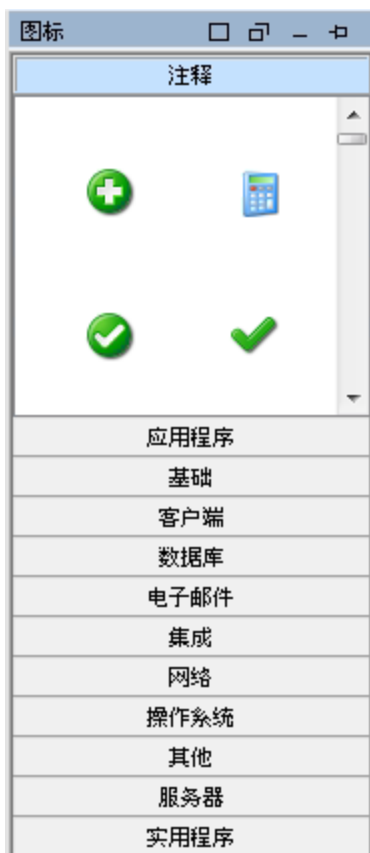 图标
注释
应用程序
基础
客户端
数据库
电子邮件
集成
网络
操作系统
其他
服务器
实用程序